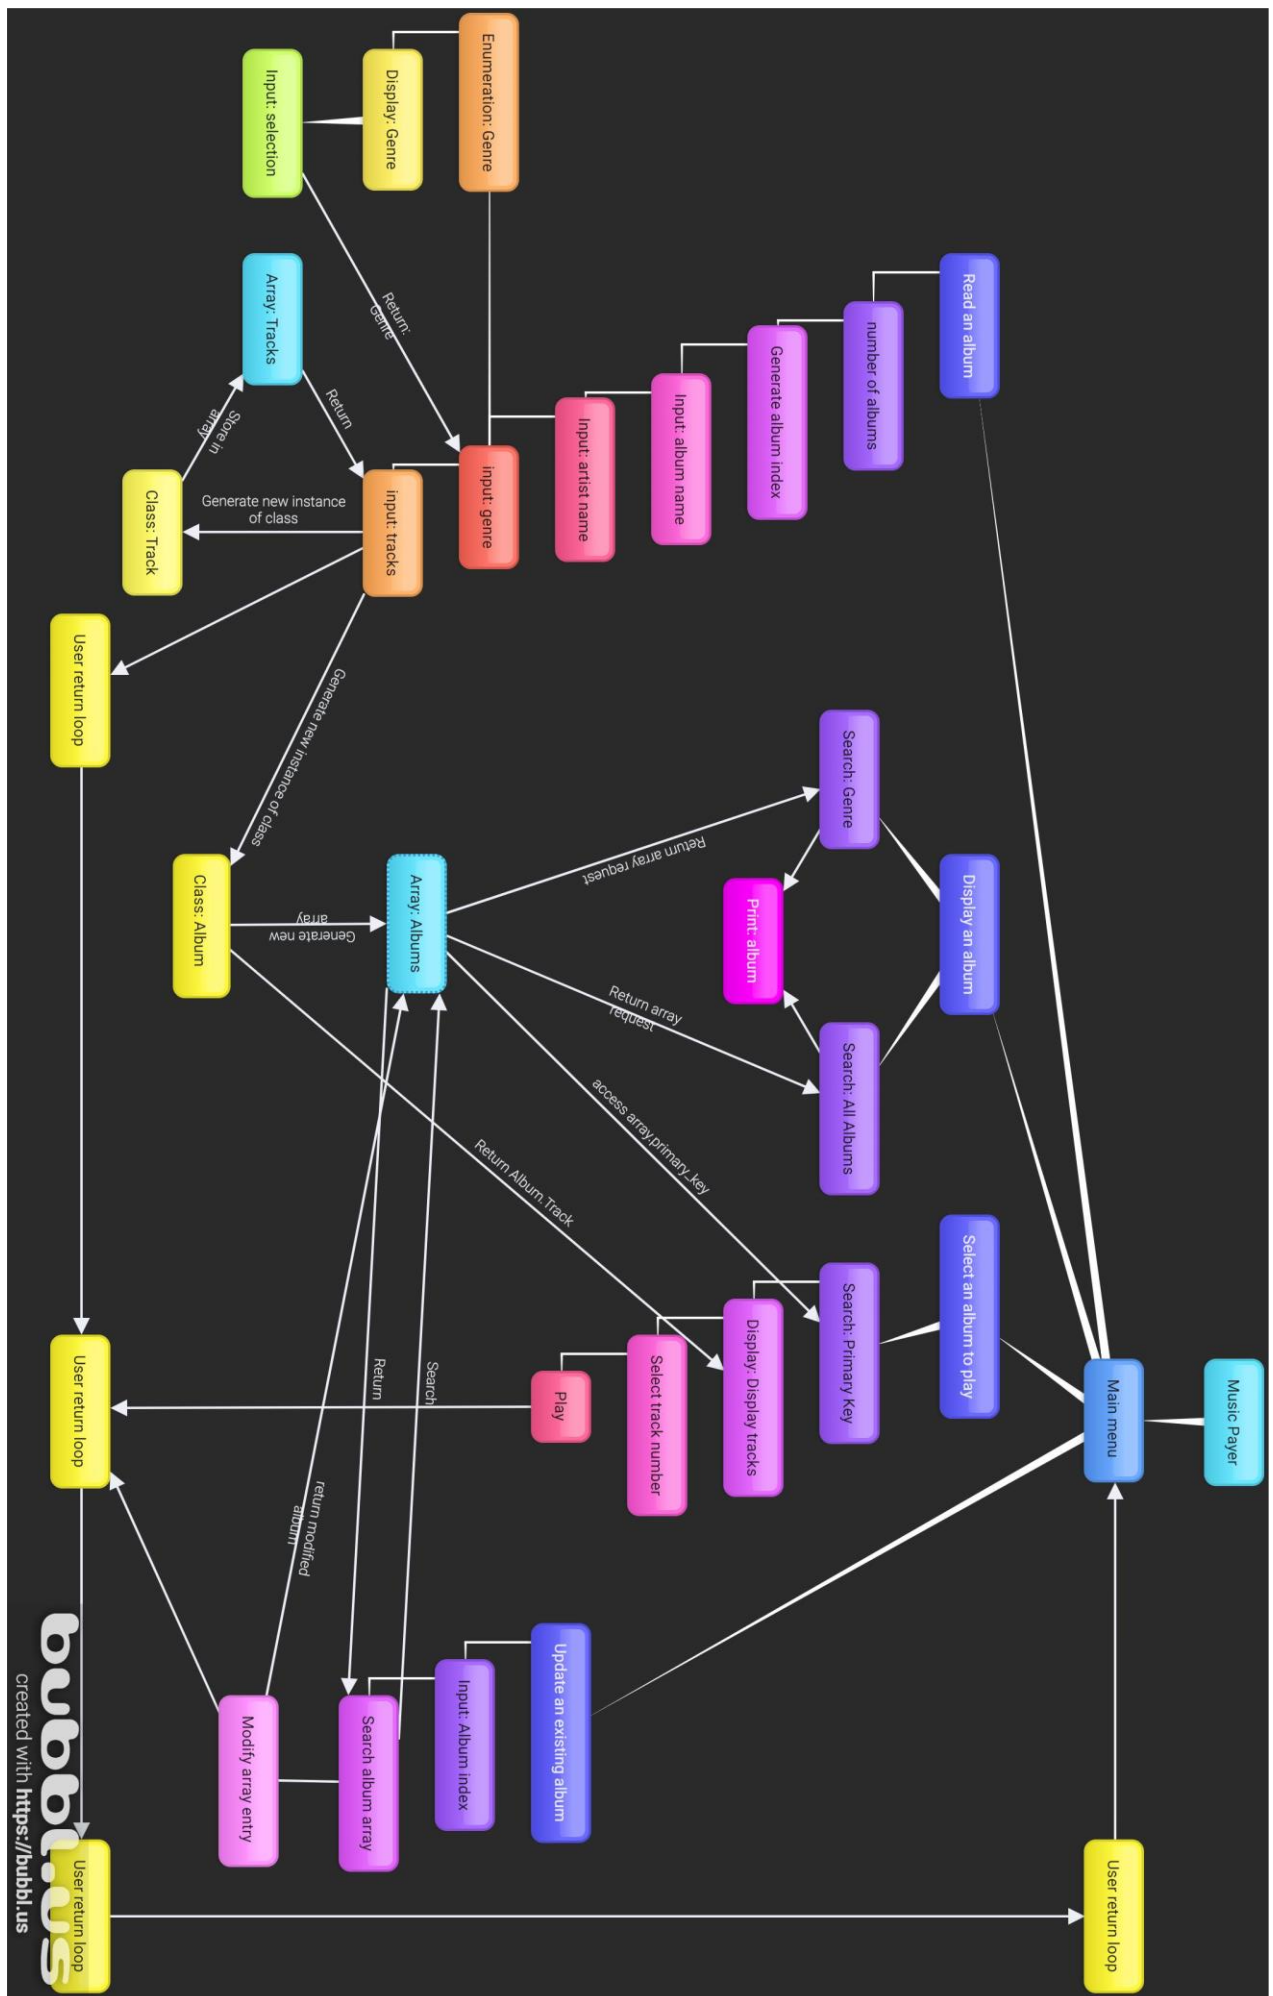 Music Payer
Main menu
User return loop
Read an album
Display an album
Select an album to play
number of albums
Search: Genre
Search: All Albums
Search: Primary Key
Generate album index
Print: album
Display: Display tracks
Input: album name
Return array request
Return array
request
access array.primary_key
Select track number
Input: artist name
Return Album.Track
Play
Update an existing album
Enumeration: Genre
input: genre
Input: Album index
Display: Genre
Return:
Genre
input: tracks
Array: Albums
Search
Return
Search album array
Input: selection
Array: Tracks
Return
Generate new instance
of class
Generate new instance of class
Generate new
array
return modified
album
Modify array entry
Store in
array
Class: Track
Class: Album
User return loop
User return loop
User return loop
bubbl.us
created with https://bubbl.us